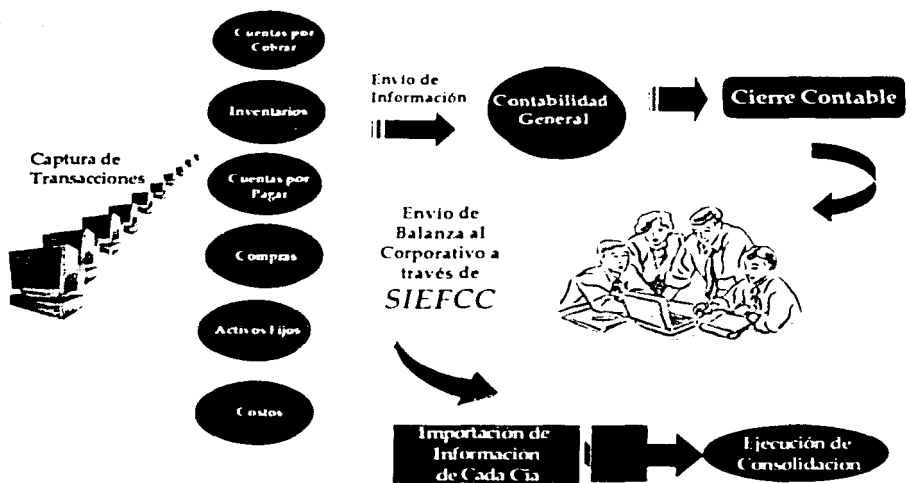 Cuentas por
Cobrar
Inventarios
Cuentas por
Pagar
Compras
Activos Fijos
Costos
Captura de
Transacciones
Envío de
Información
Contabilidad
General
Cierre Contable
Envío de
Balanza al
Corporativo a
través de
SIEFCC
Importación de
Información
de Cada Cia
Ejecución de
Consolidación